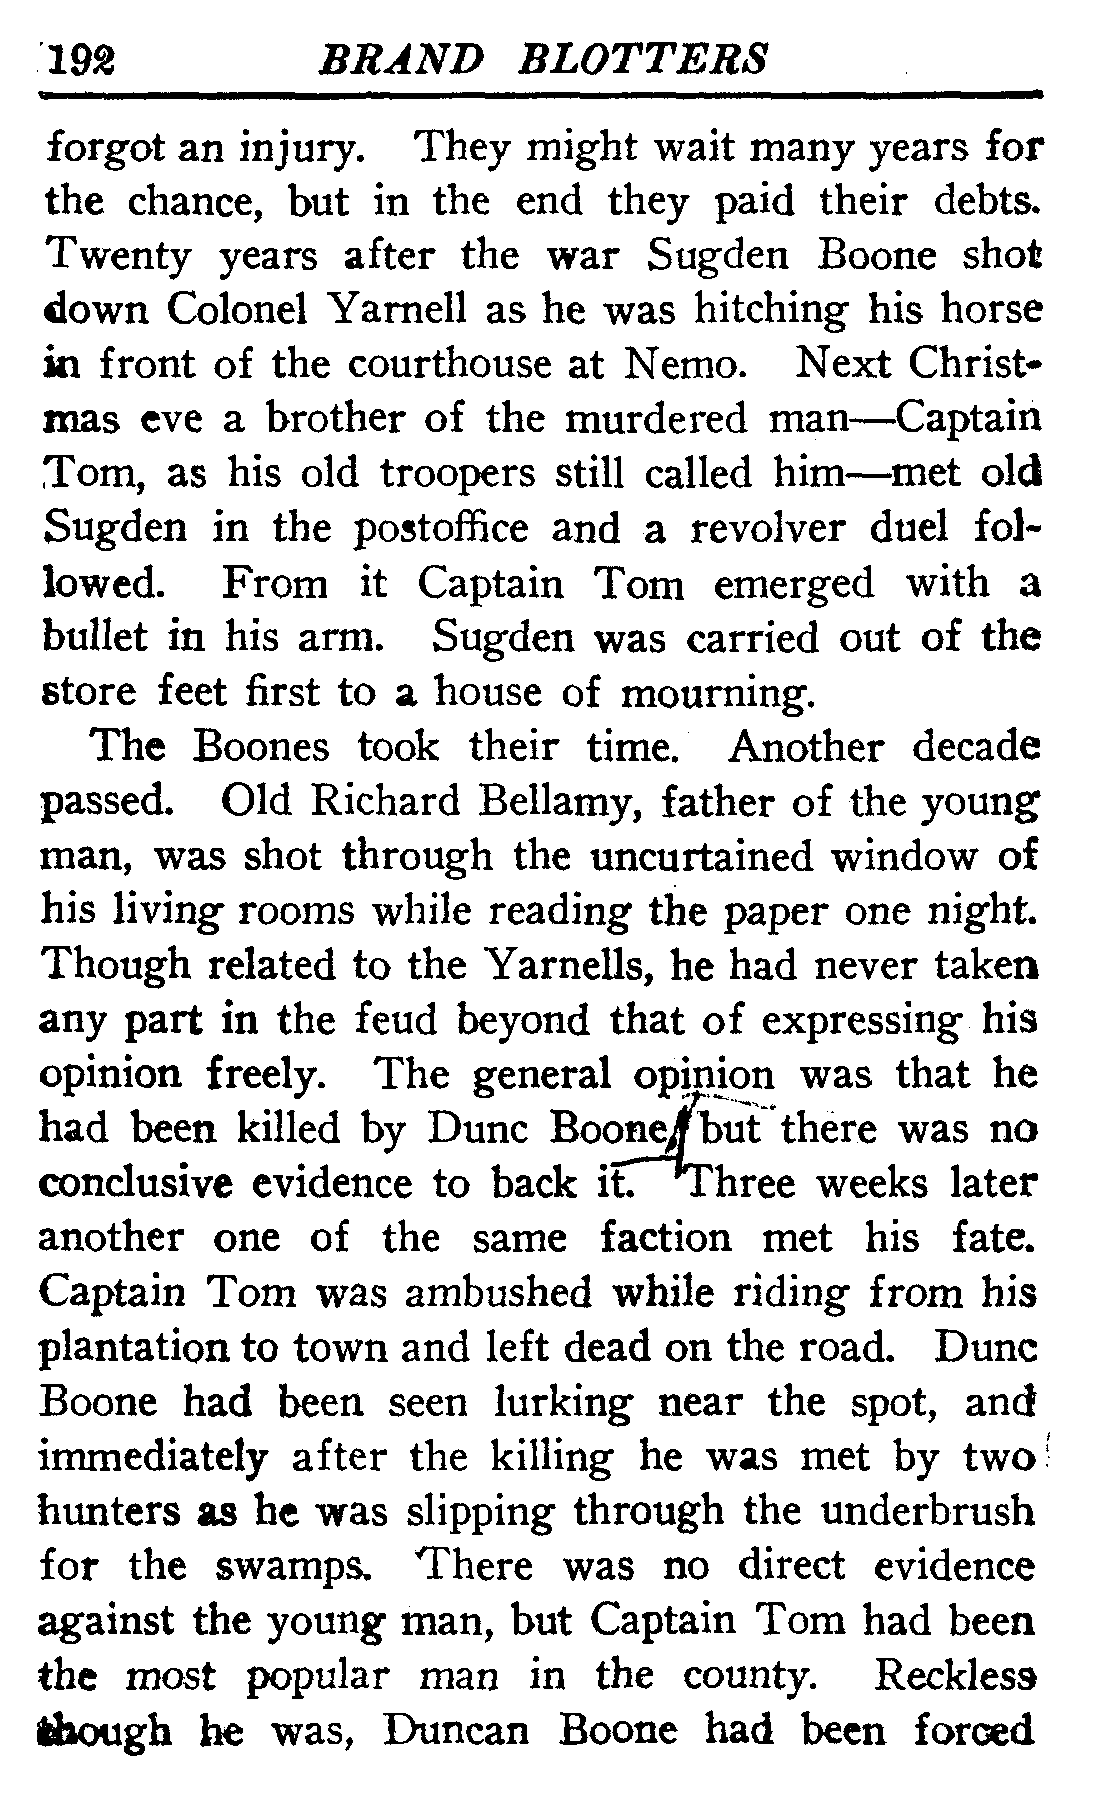 192 BRAND BLOTTERS
forgot an injury. They might wait many years for
the chance, but in the end they paid their debts.
Twenty years after the war Sugden Boone shot
down Colonel Yarnell as he was hitching his horse
in front of the courthouse at Nemo. Next Christ-
mas eve a brother of the murdered man—Captain
Tom, as his old troopers still called him—met old
Sugden in the postoffice and a revolver duel fol-
lowed. From it Captain Tom emerged with a
bullet in his arm. Sugden was carried out of the
store feet first to a house of mourning.
The Boones took their time. Another decade
passed. Old Richard Bellamy, father of the young
man, was shot through the uncurtained window of
his living rooms while reading the paper one night.
Though related to the Yarnells, he had never taken
any part in the feud beyond that of expressing his
opinion freely. The general opinion was that he
had been killed by Dunc Boone, but there was no
conclusive evidence to back it. Three weeks later
another one of the same faction met his fate.
Captain Tom was ambushed while riding from his
plantation to town and left dead on the road. Dunc
Boone had been seen lurking near the spot, and
immediately after the killing he was met by two
hunters as he was slipping through the underbrush
for the swamps. There was no direct evidence
against the young man, but Captain Tom had been
the most popular man in the county. Reckless
though he was, Duncan Boone had been forced